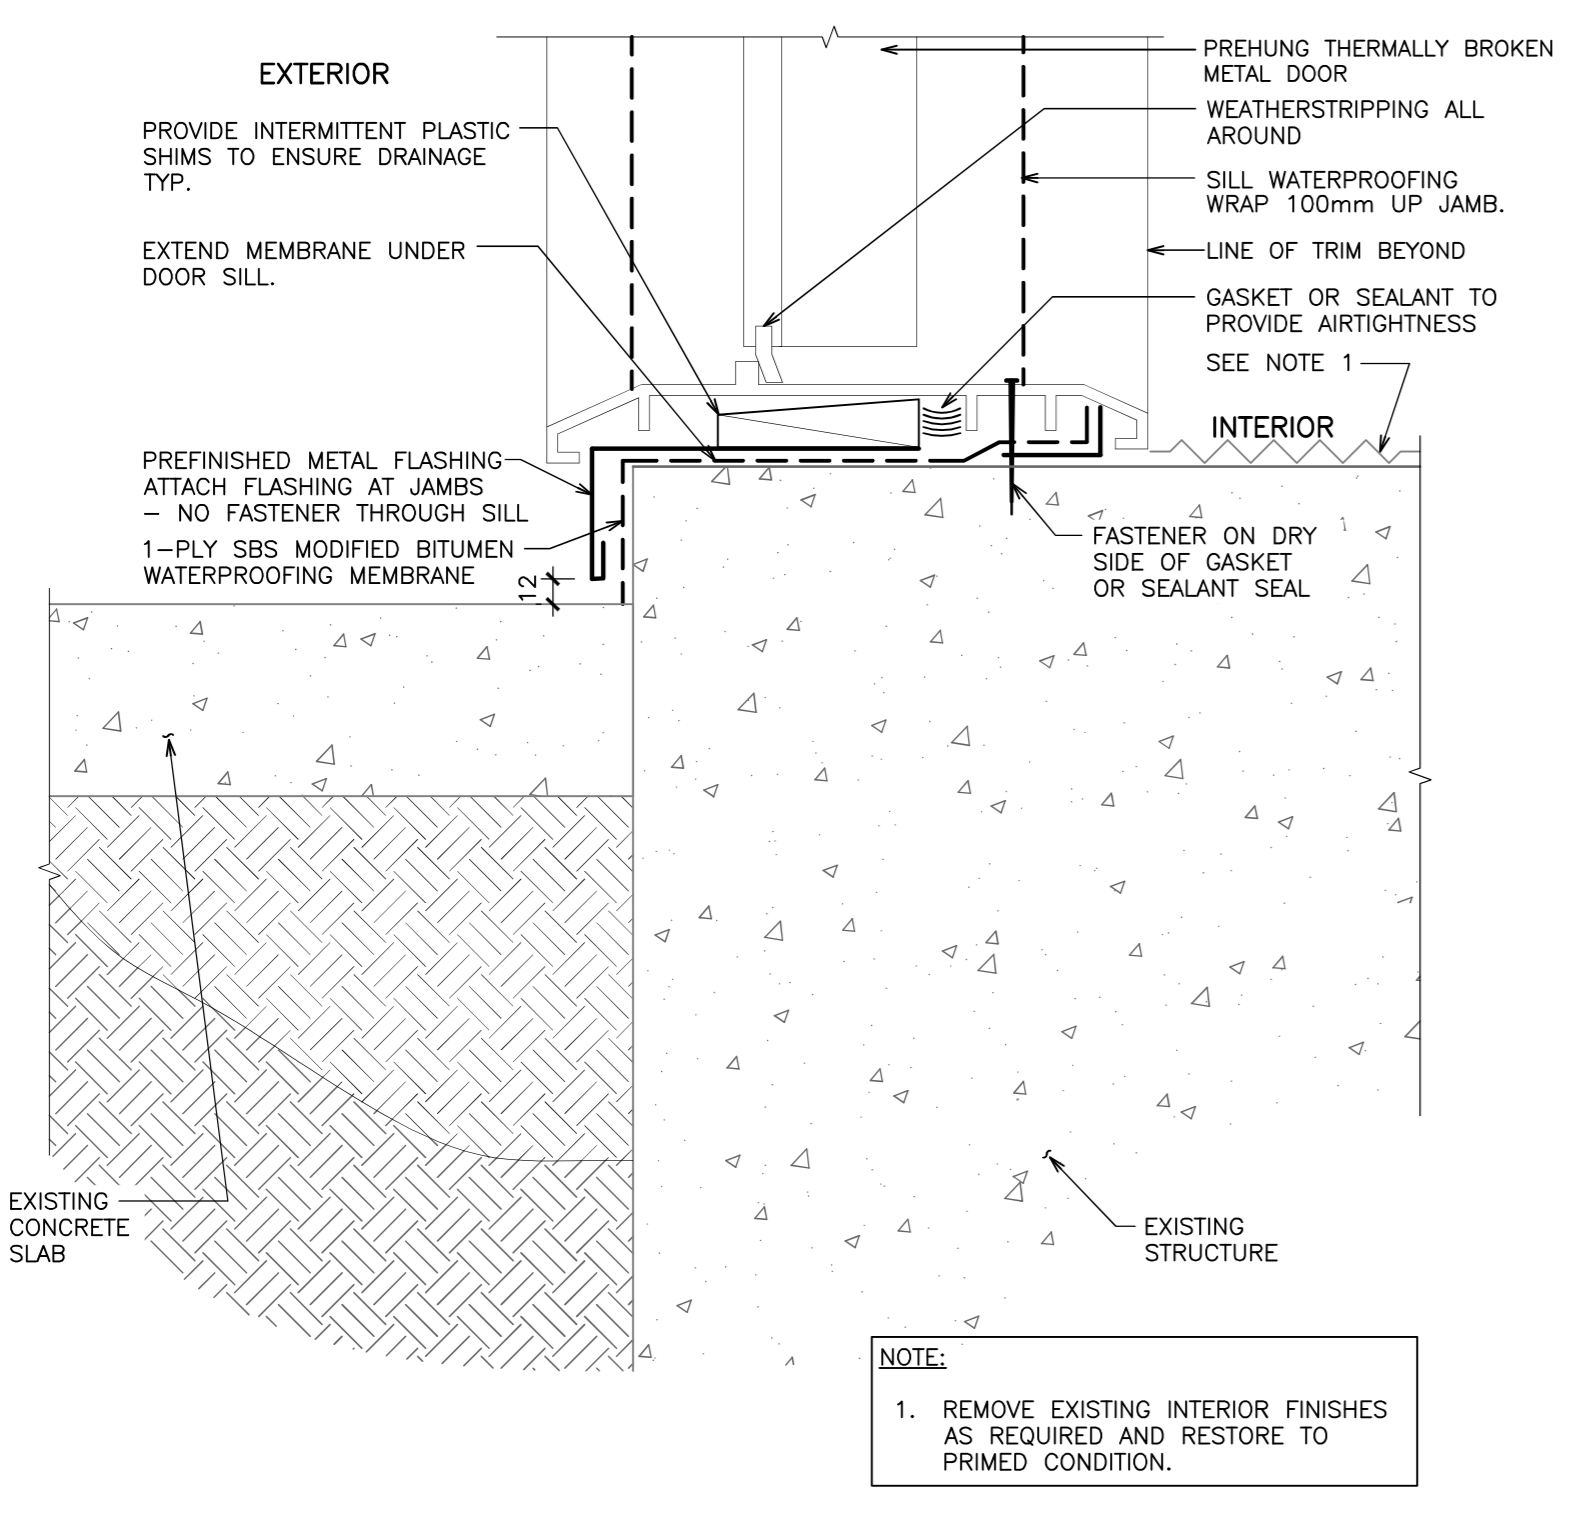 EXTERIOR
PROVIDE INTERMITTENT PLASTIC
SHIMS TO ENSURE DRAINAGE
TYP.
EXTEND MEMBRANE UNDER
DOOR SILL.
PREFINISHED METAL FLASHING
ATTACH FLASHING AT JAMBS
– NO FASTENER THROUGH SILL
1–PLY SBS MODIFIED BITUMEN
WATERPROOFING MEMBRANE
12
PREHUNG THERMALLY BROKEN
METAL DOOR
WEATHERSTRIPPING ALL
AROUND
SILL WATERPROOFING
WRAP 100mm UP JAMB.
LINE OF TRIM BEYOND
GASKET OR SEALANT TO
PROVIDE AIRTIGHTNESS
SEE NOTE 1
INTERIOR
FASTENER ON DRY
SIDE OF GASKET
OR SEALANT SEAL
EXISTING
CONCRETE
SLAB
EXISTING
STRUCTURE
NOTE:
1. REMOVE EXISTING INTERIOR FINISHES
AS REQUIRED AND RESTORE TO
PRIMED CONDITION.